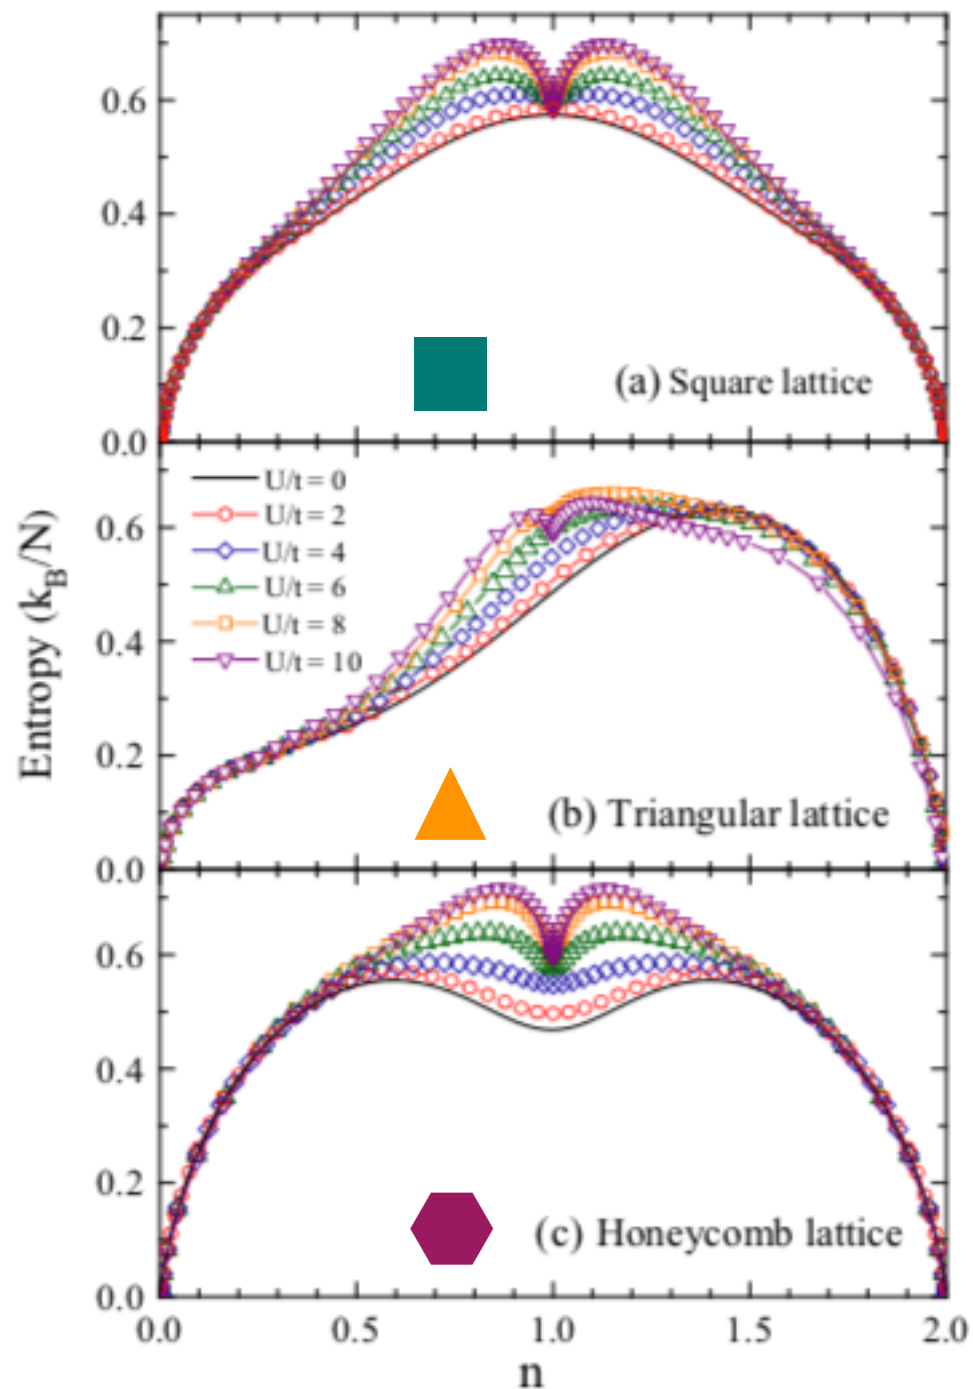 0.6
0.4
0.2
0.0
(a) Square lattice
U/t = 0
U/t = 2
U/t = 4
U/t = 6
U/t = 8
U/t = 10
0.6
0.4
0.2
0.0
(b) Triangular lattice
Entropy (k_B/N)
0.6
0.4
0.2
0.0
(c) Honeycomb lattice
0.0 0.5 1.0 1.5 2.0
n